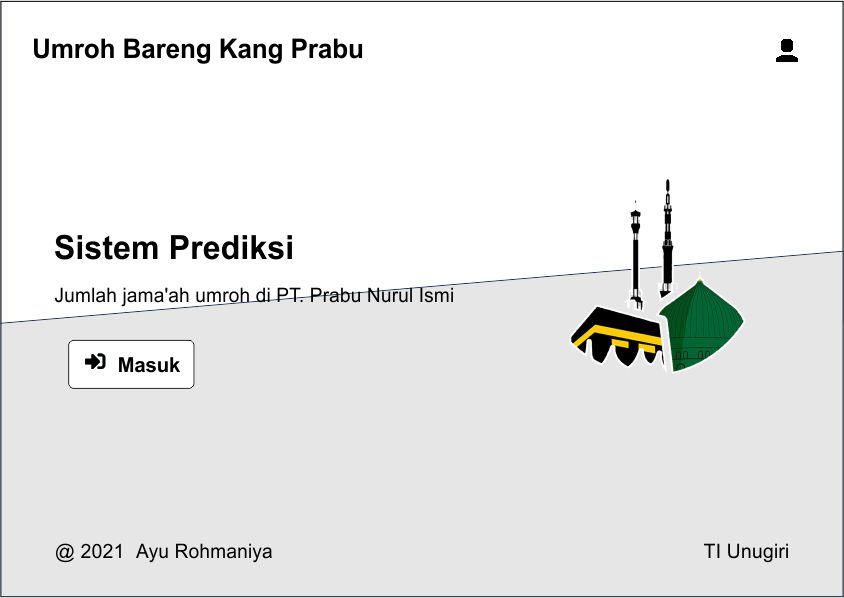 Umroh Bareng Kang Prabu
Sistem Prediksi
Jumlah jama'ah umroh di PT. Prabu Nurul Ismi
Masuk
@ 2021 Ayu Rohmaniya
TI Unugiri